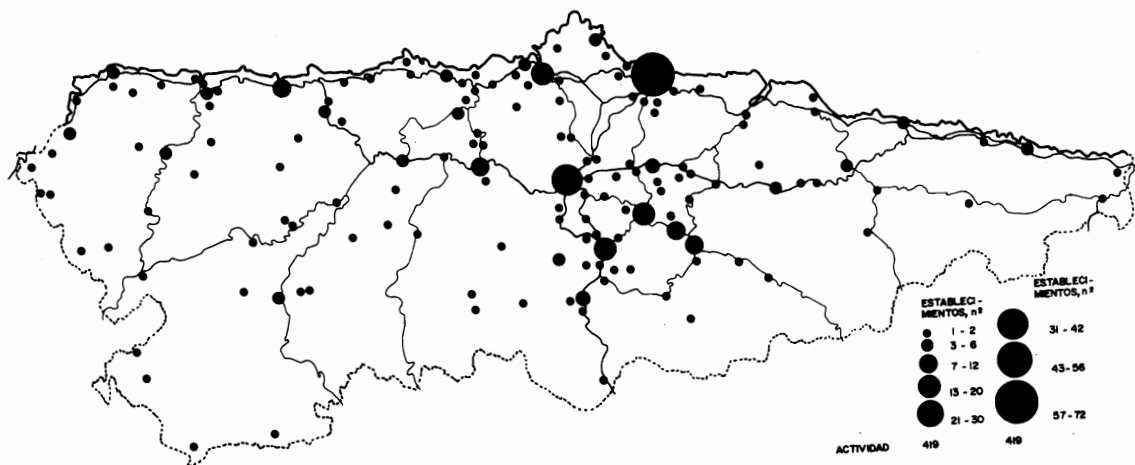 ESTABLECI-
MIENTOS, nº
1 - 2
3 - 6
7 - 12
13 - 20
21 - 30
ESTABLECI-
MIENTOS, nº
31 - 42
43 - 56
57 - 72
ACTIVIDAD 419 419